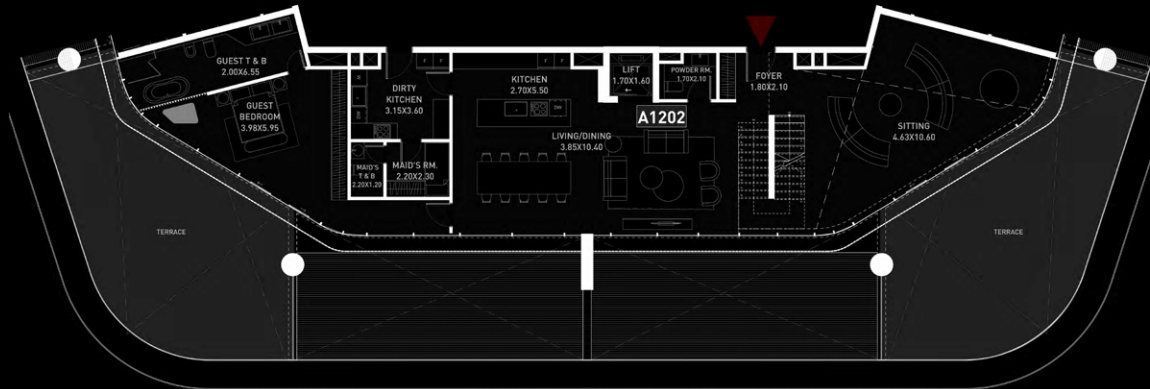 GUEST T & B
2.00X6.55
GUEST
BEDROOM
3.98X5.95
DIRTY
KITCHEN
3.15X3.60
MAID'S
T & B
2.20X1.20
MAID'S RM.
2.20X2.30
KITCHEN
2.70X5.50
LIFT
1.70X1.60
POWDER RM.
1.70X2.10
FOYER
1.80X2.10
A1202
LIVING/DINING
3.85X10.40
SITTING
4.63X10.60
TERRACE
TERRACE